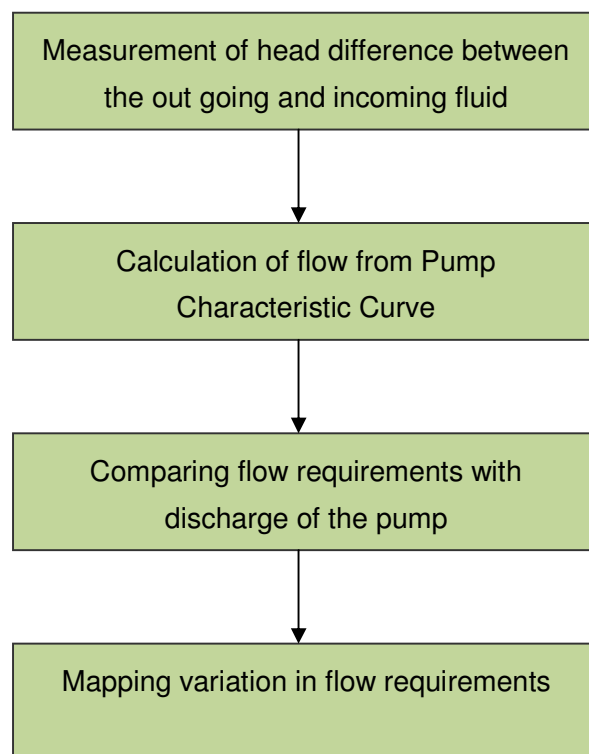 Measurement of head difference between
the out going and incoming fluid
Calculation of flow from Pump
Characteristic Curve
Comparing flow requirements with
discharge of the pump
Mapping variation in flow requirements